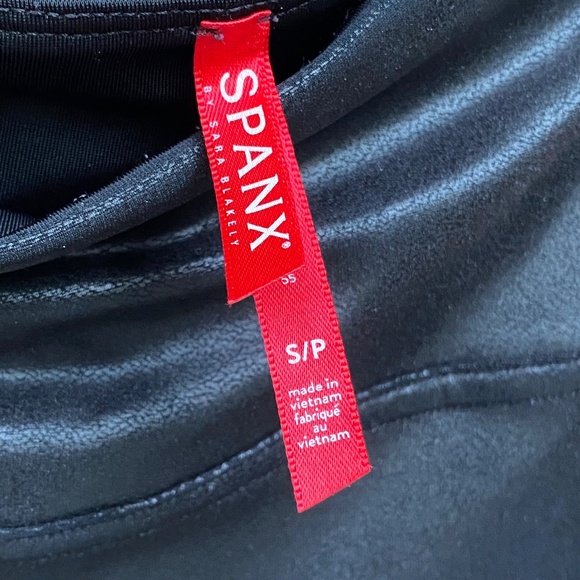 SPANX®
BY SARA BLAKELY
S/P
made in
vietnam
fabriqué
au
vietnam